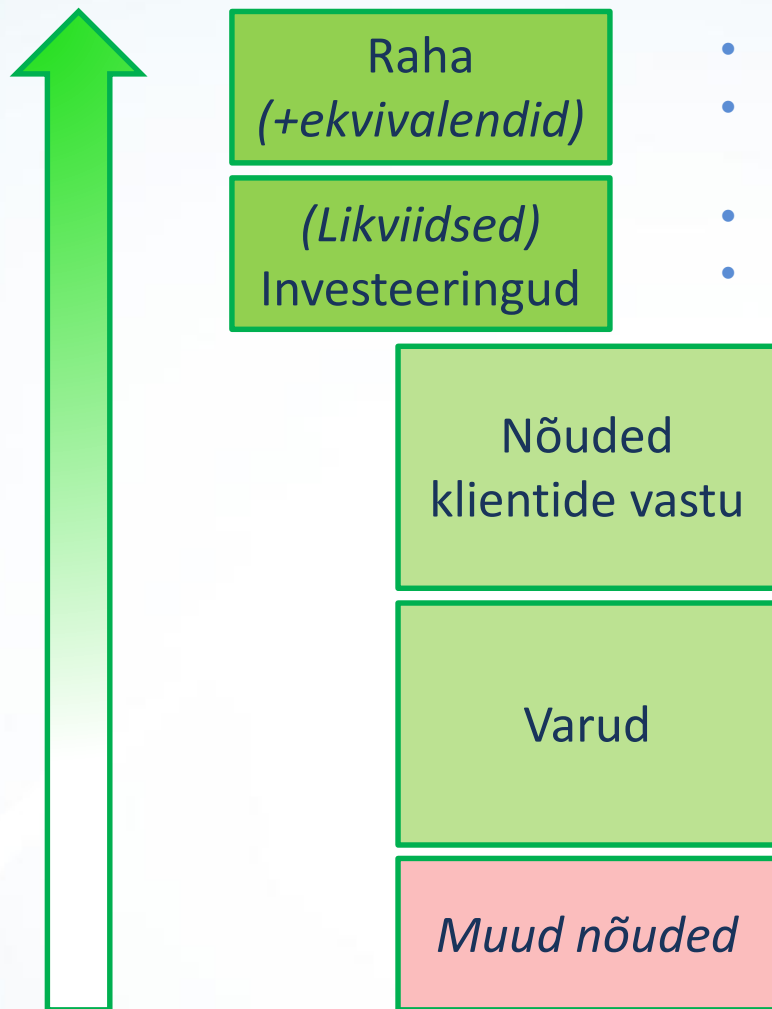 Raha
(+ekvivalendid)
(Likviidsed)
Investeeringud
Nõuded
klientide vastu
Varud
Muud nõuded